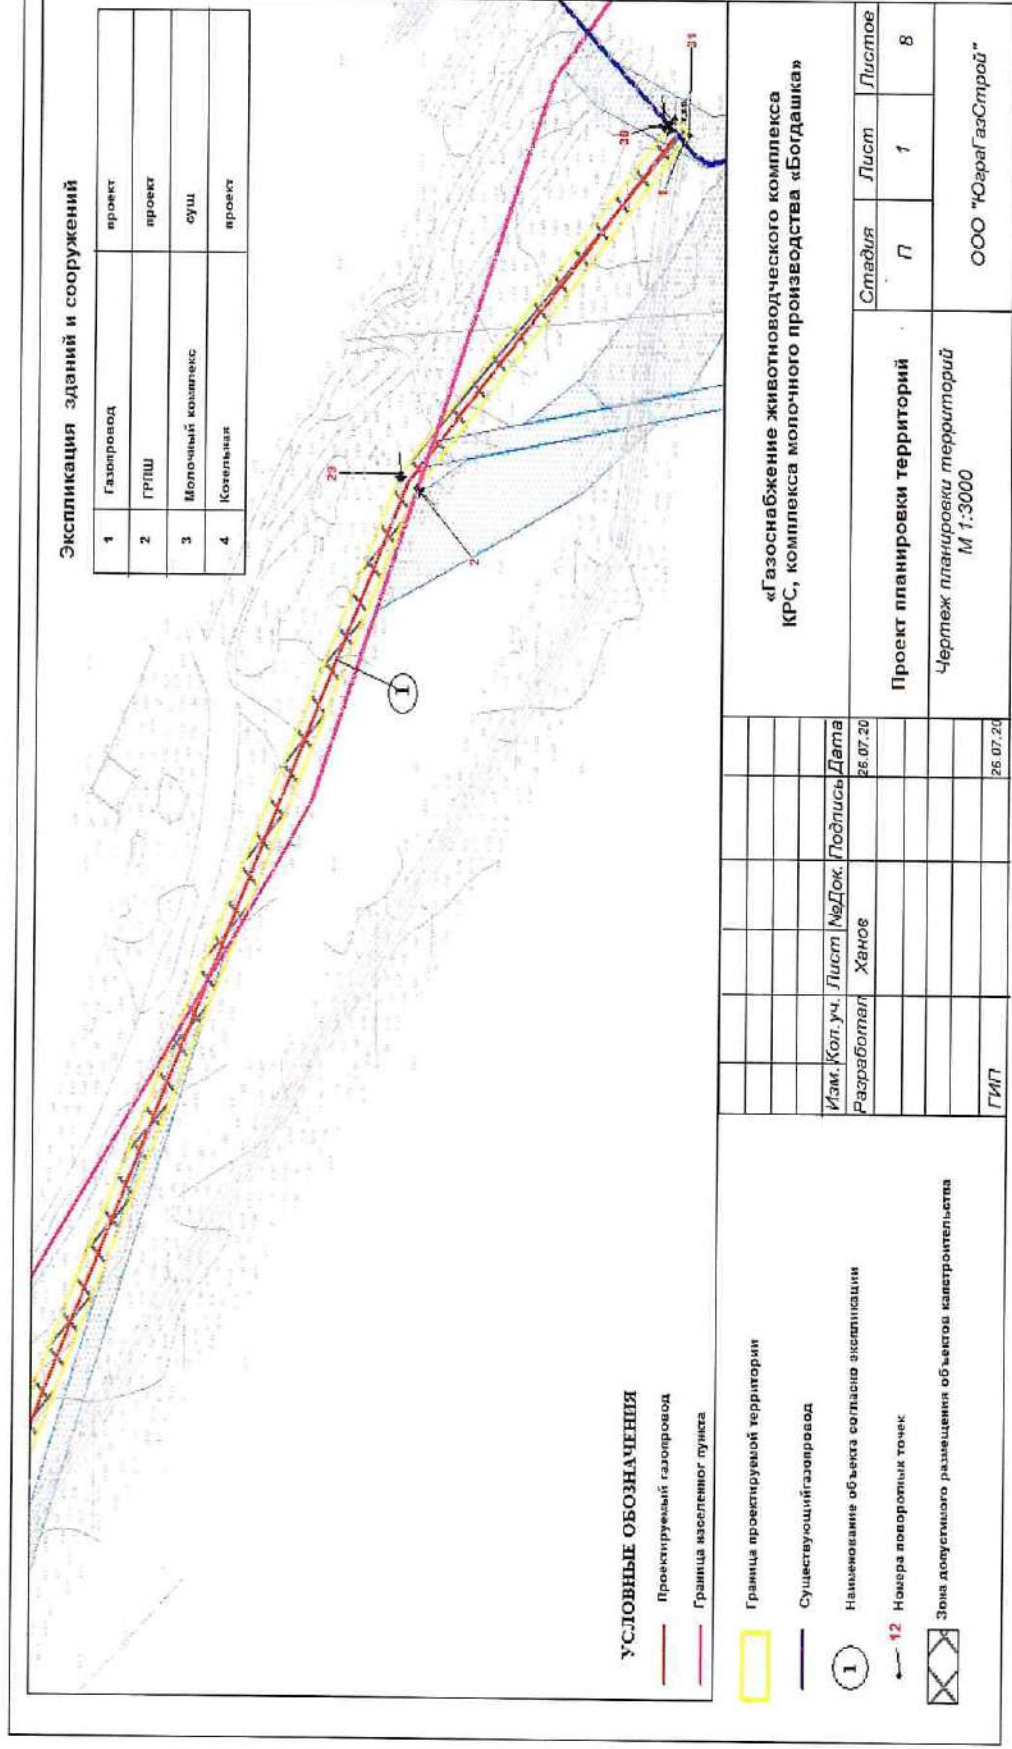 Экспликация зданий и сооружений
1 Газопровод проект
2 ГРПШ проект
3 Молочный комплекс сущ
4 Котельная проект
29
2
1
30
31
1
УСЛОВНЫЕ ОБОЗНАЧЕНИЯ
Проектируемый газопровод
Граница населенног пункта
Граница проектируемой территории
Существующийгазопровод
1 Наименование объекта согласно экспликации
12 Номера поворотных точек
Зона допустимого размещения объектов капстроительства
«Газоснабжение животноводческого комплекса
КРС, комплекса молочного производства «Богдашка»
Изм. Кол.уч. Лист №Док. Подпись Дата
Разработал Ханов 26.07.20
ГИП 26.07.20
Проект планировки территорий
Стадия Лист Листов
П 1 8
Чертеж планировки территорий
М 1:3000
ООО "ЮграГазСтрой"